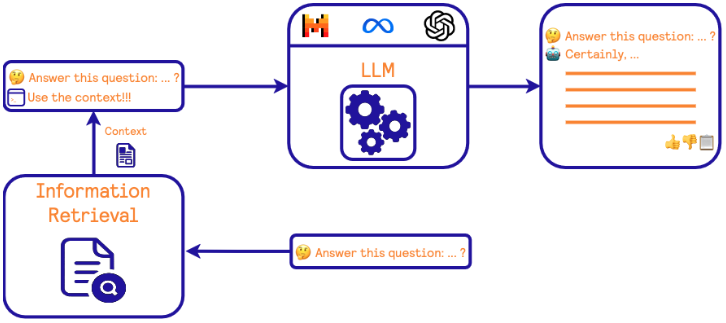 Answer this question: ... ?
Use the context!!!
Context
Information
Retrieval
LLM
Answer this question: ... ?
Certainly, ...
Answer this question: ... ?